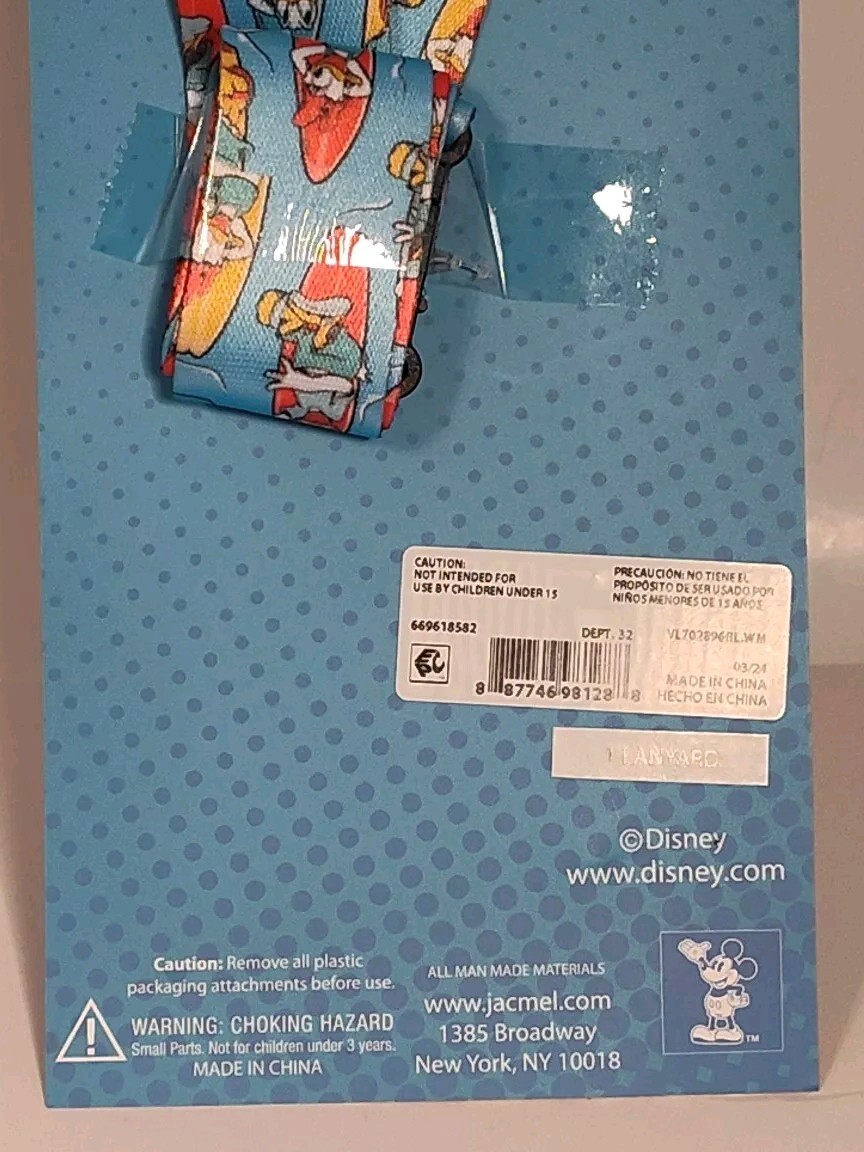 CAUTION:
NOT INTENDED FOR
USE BY CHILDREN UNDER 15
PRECAUCIÓN: NO TIENE EL
PROPÓSITO DE SER USADO POR
NIÑOS MENORES DE 15 AÑOS
669618582
DEPT. 32
8 87746 98128 8
03/24
MADE IN CHINA
HECHO EN CHINA
1 LANYARD
©Disney
www.disney.com
Caution: Remove all plastic
packaging attachments before use.
WARNING: CHOKING HAZARD
Small Parts. Not for children under 3 years.
MADE IN CHINA
ALL MAN MADE MATERIALS
www.jacmel.com
1385 Broadway
New York, NY 10018
TM